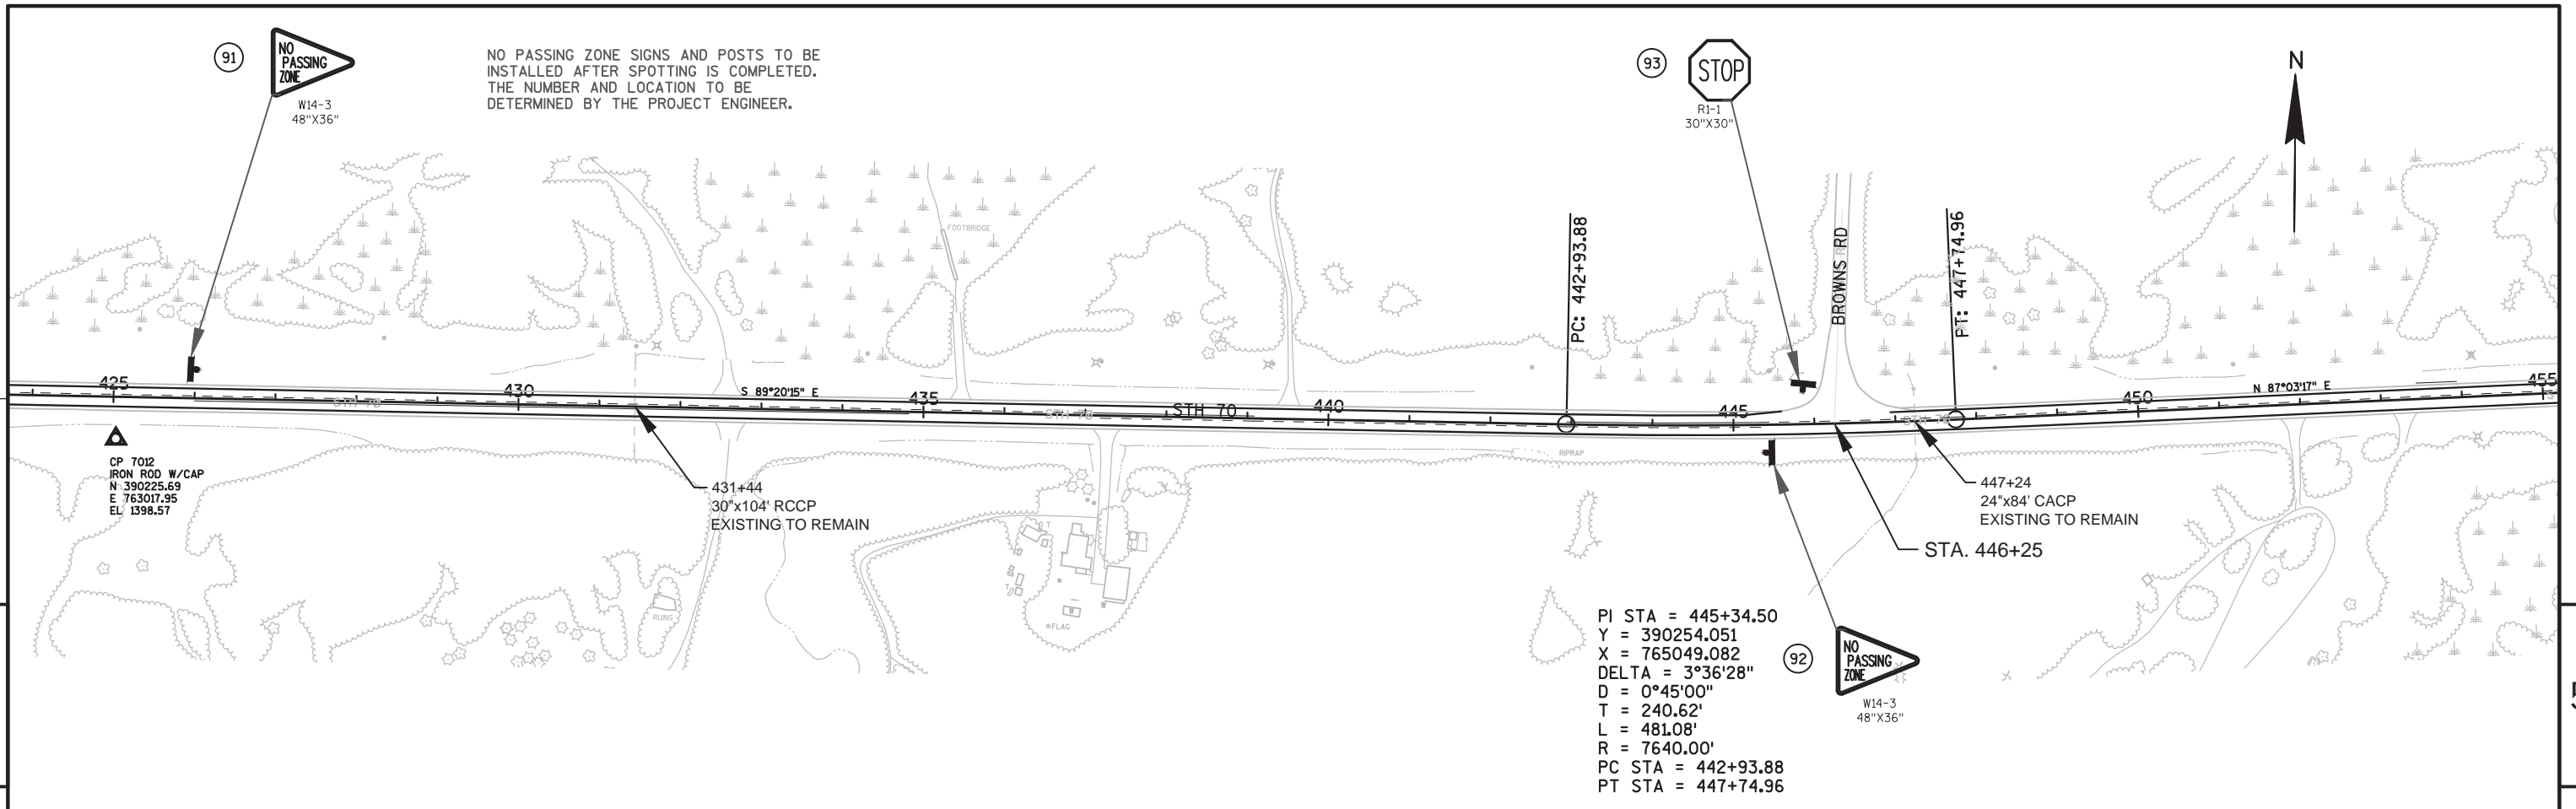 91
NO
PASSING
ZONE
W14-3
48"X36"
NO PASSING ZONE SIGNS AND POSTS TO BE
INSTALLED AFTER SPOTTING IS COMPLETED.
THE NUMBER AND LOCATION TO BE
DETERMINED BY THE PROJECT ENGINEER.
93
STOP
R1-1
30"X30"
N
FOOTBRIDGE
PC: 442+93.88
BROWNS RD
PT: 447+74.96
425
430
S 89°20'15" E
435
STH 70
440
445
450
N 87°03'17" E
455
STH 70
STH 70
STH 70
CP 7012
IRON ROD W/CAP
N 390225.69
E 763017.95
EL 1398.57
431+44
30"x104' RCCP
EXISTING TO REMAIN
RIPRAP
447+24
24"x84' CACP
EXISTING TO REMAIN
STA. 446+25
RUINS
FLAG
PI STA = 445+34.50
Y = 390254.051
X = 765049.082
DELTA = 3°36'28"
D = 0°45'00"
T = 240.62'
L = 481.08'
R = 7640.00'
PC STA = 442+93.88
PT STA = 447+74.96
92
NO
PASSING
ZONE
W14-3
48"X36"